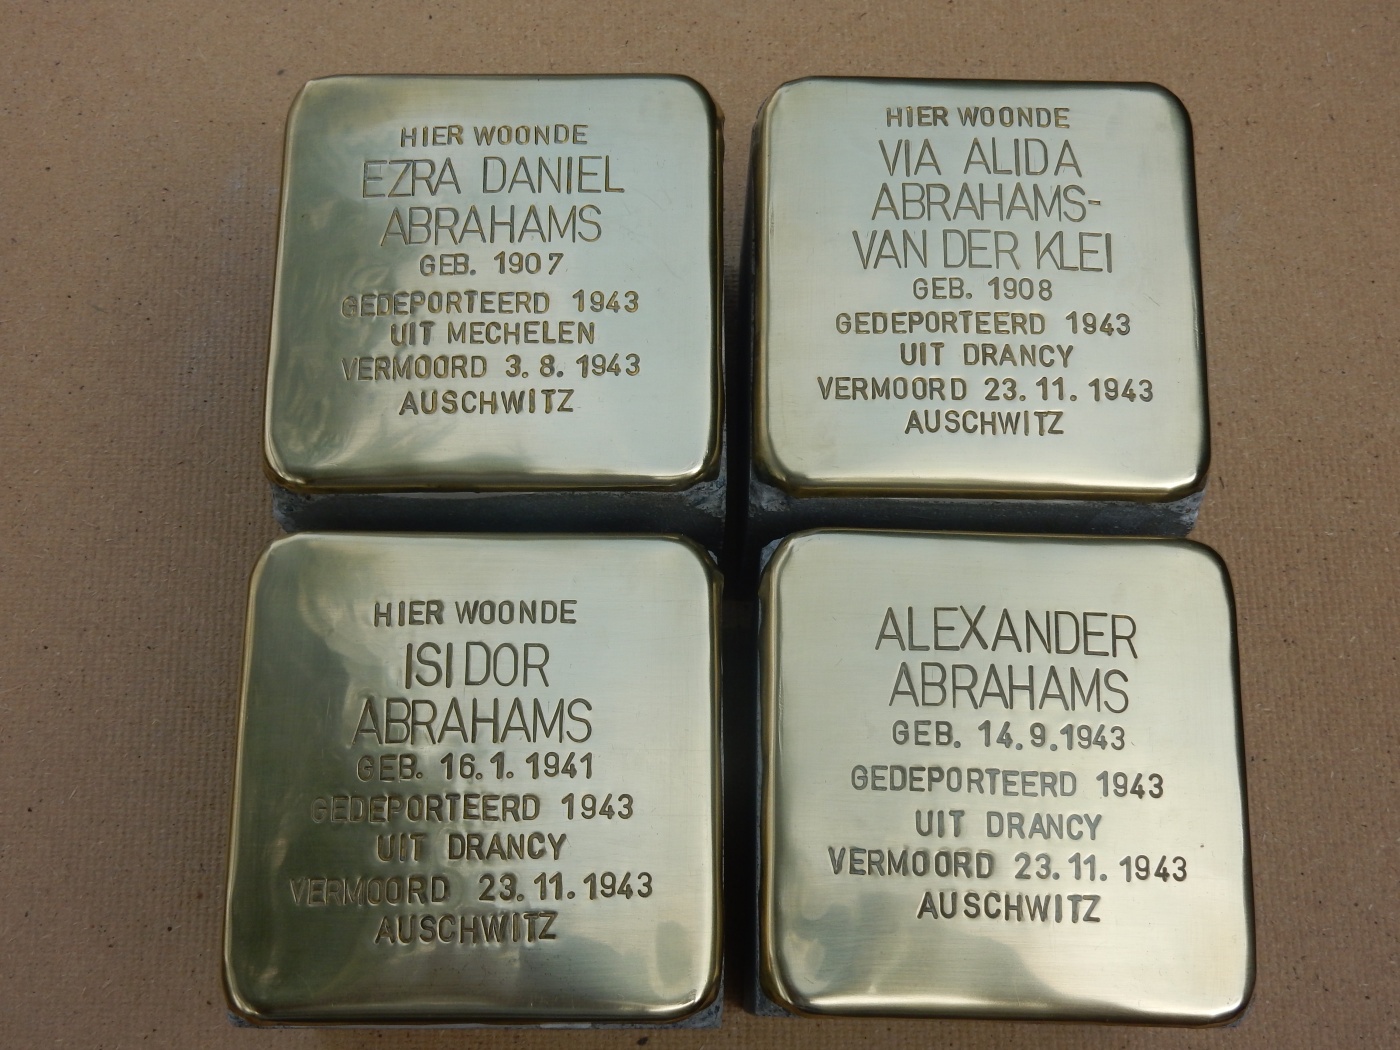 HIER WOONDE
EZRA DANIEL
ABRAHAMS
GEB. 1907
GEDEPORTEERD 1943
UIT MECHELEN
VERMOORD 3.8.1943
AUSCHWITZ
HIER WOONDE
VIA ALIDA
ABRAHAMS-
VAN DER KLEI
GEB. 1908
GEDEPORTEERD 1943
UIT DRANCY
VERMOORD 23.11.1943
AUSCHWITZ
HIER WOONDE
ISIDOR
ABRAHAMS
GEB. 16.1.1941
GEDEPORTEERD 1943
UIT DRANCY
VERMOORD 23.11.1943
AUSCHWITZ
ALEXANDER
ABRAHAMS
GEB. 14.9.1943
GEDEPORTEERD 1943
UIT DRANCY
VERMOORD 23.11.1943
AUSCHWITZ